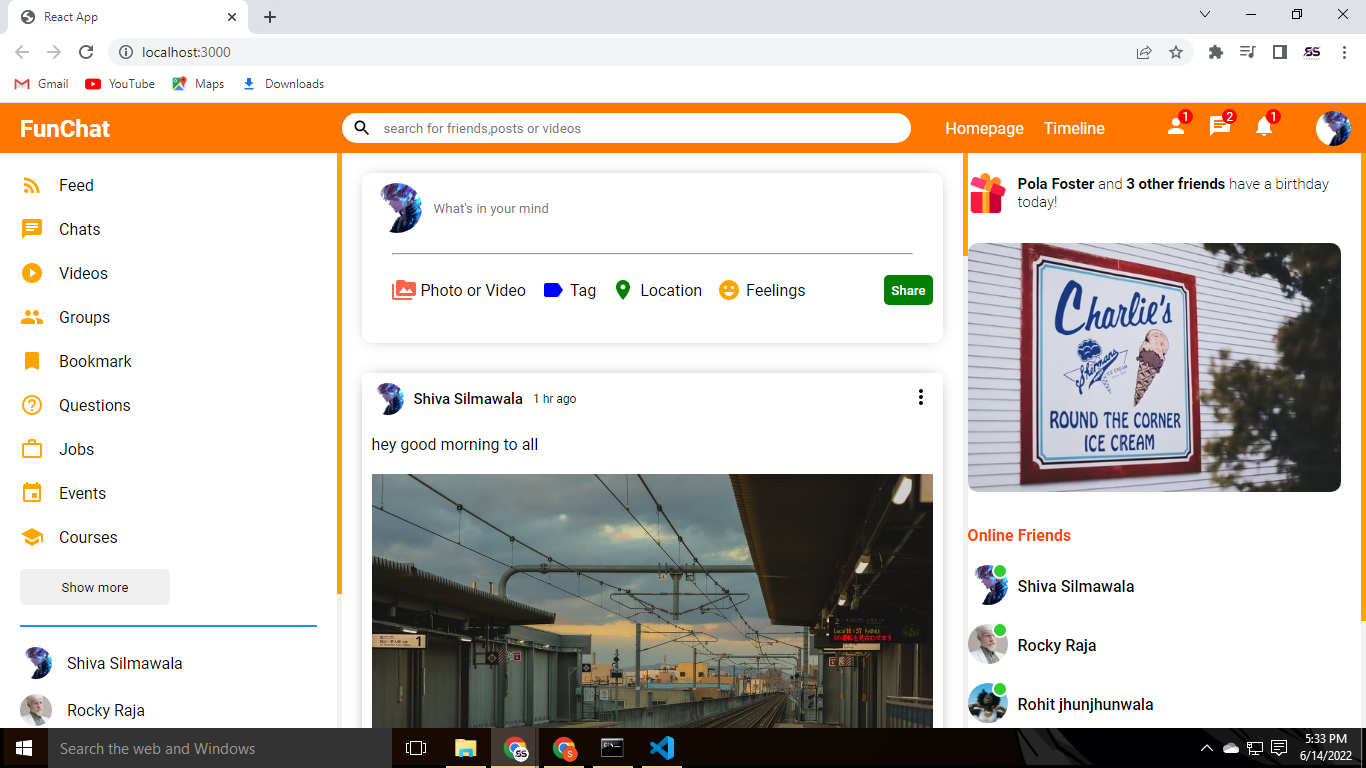 React App
localhost:3000
Gmail YouTube Maps Downloads
FunChat
search for friends,posts or videos
Homepage Timeline
1 2 1
Feed
Chats
Videos
Groups
Bookmark
Questions
Jobs
Events
Courses
Show more
Shiva Silmawala
Rocky Raja
What's in your mind
Photo or Video Tag Location Feelings Share
Shiva Silmawala 1 hr ago
hey good morning to all
1
Pola Foster and 3 other friends have a birthday
today!
Charlie's
Shermans
ICE CREAM
ROUND THE CORNER
ICE CREAM
Online Friends
Shiva Silmawala
Rocky Raja
Rohit jhunjhunwala
Search the web and Windows
5:33 PM
6/14/2022